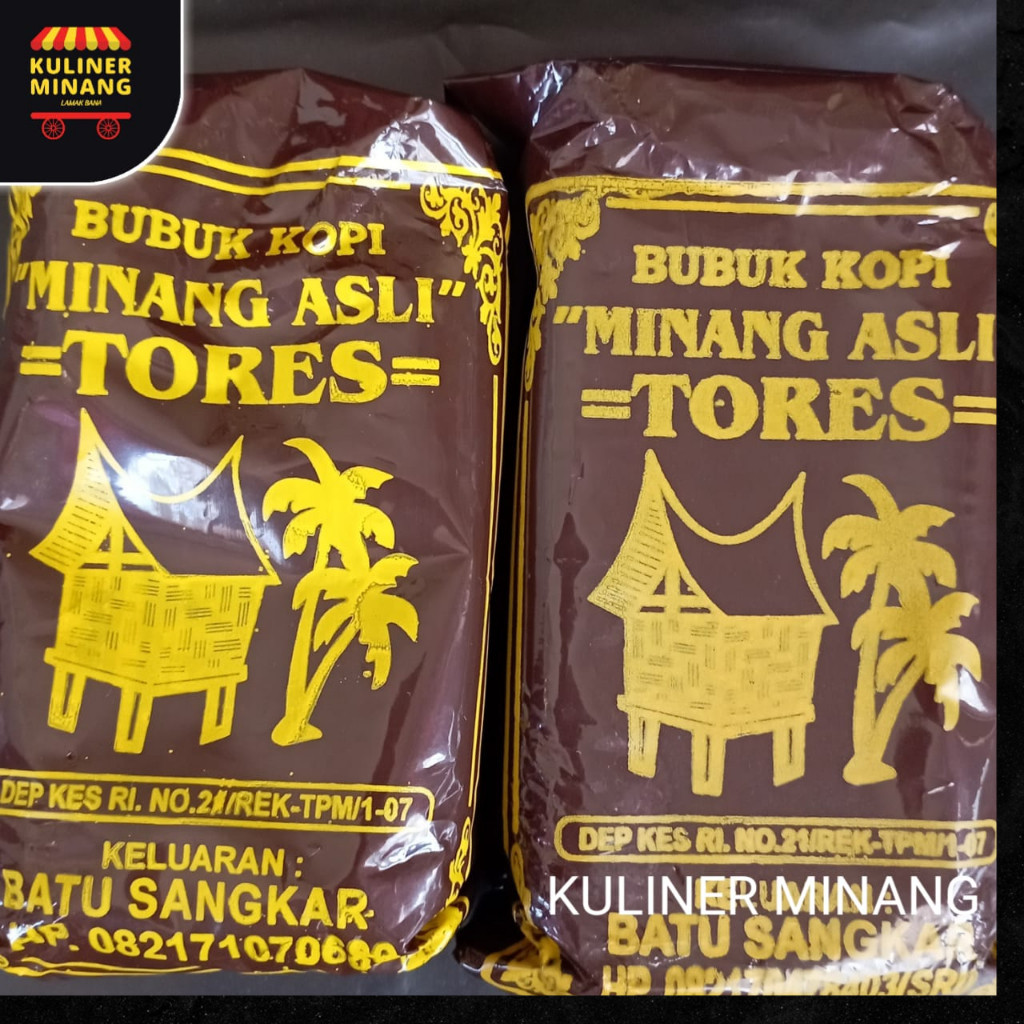 KULINER
MINANG
LAMAK BANA
BUBUK KOPI
"MINANG ASLI"
=TORES=
DEP KES RI. NO.21/REK-TPM/1-07
KELUARAN :
BATU SANGKAR
HP.
BUBUK KOPI
"MINANG ASLI
=TORES=
DEP KES RI. NO.21/REK-TPM/1-07
KULINER MINANG
BATU SANGKAR
HP